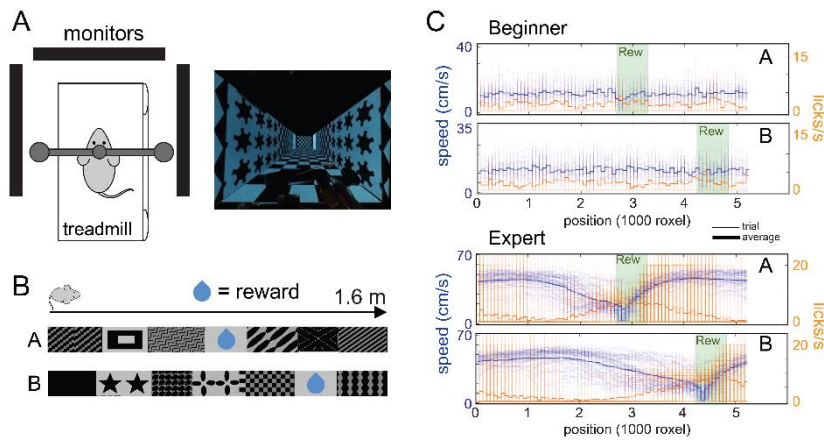 A
monitors
treadmill
B
= reward
1.6 m
A
B
C
Beginner
40
0
speed (cm/s)
Rew
A
15
5
0
licks/s
35
0
Rew
B
15
5
0
0 1 2 3 4 5
position (1000 roxel)
trial
average
Expert
70
0
speed (cm/s)
Rew
A
20
0
licks/s
70
0
Rew
B
20
0
0 1 2 3 4 5
position (1000 roxel)